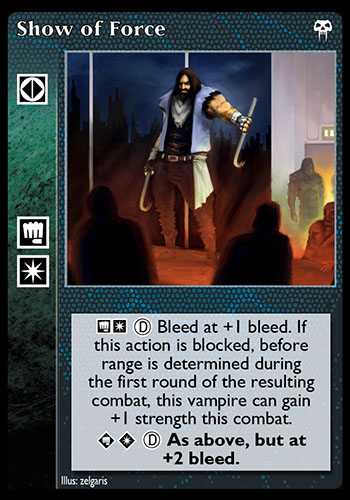 Show of Force
EX
Ⓓ Bleed at +1 bleed. If
this action is blocked, before
range is determined during
the first round of the resulting
combat, this vampire can gain
+1 strength this combat.
Ⓓ As above, but at
+2 bleed.
Illus: zelgaris